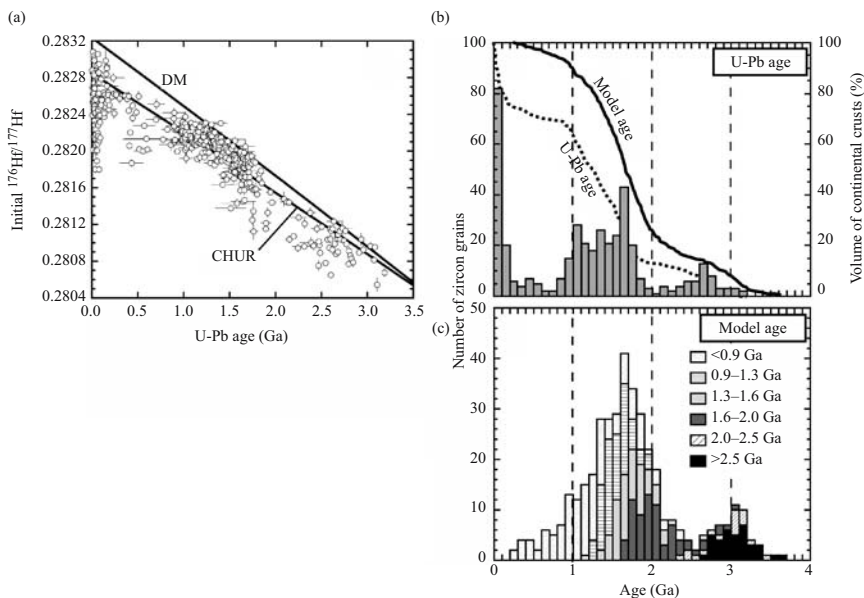 (a)
0.2832
0.2828
0.2824
0.2820
0.2816
0.2812
0.2808
0.2804
Initial ¹⁷⁶Hf/¹⁷⁷Hf
DM
CHUR
0.0 0.5 1.0 1.5 2.0 2.5 3.0 3.5
U-Pb age (Ga)
(b)
100
80
60
40
20
0
U-Pb age
Model age
U-Pb age
100
80
60
40
20
0
Volume of continental crusts (%)
Number of zircon grains
(c)
50
40
30
20
10
0
Model age
<0.9 Ga
0.9–1.3 Ga
1.3–1.6 Ga
1.6–2.0 Ga
2.0–2.5 Ga
>2.5 Ga
0 1 2 3 4
Age (Ga)